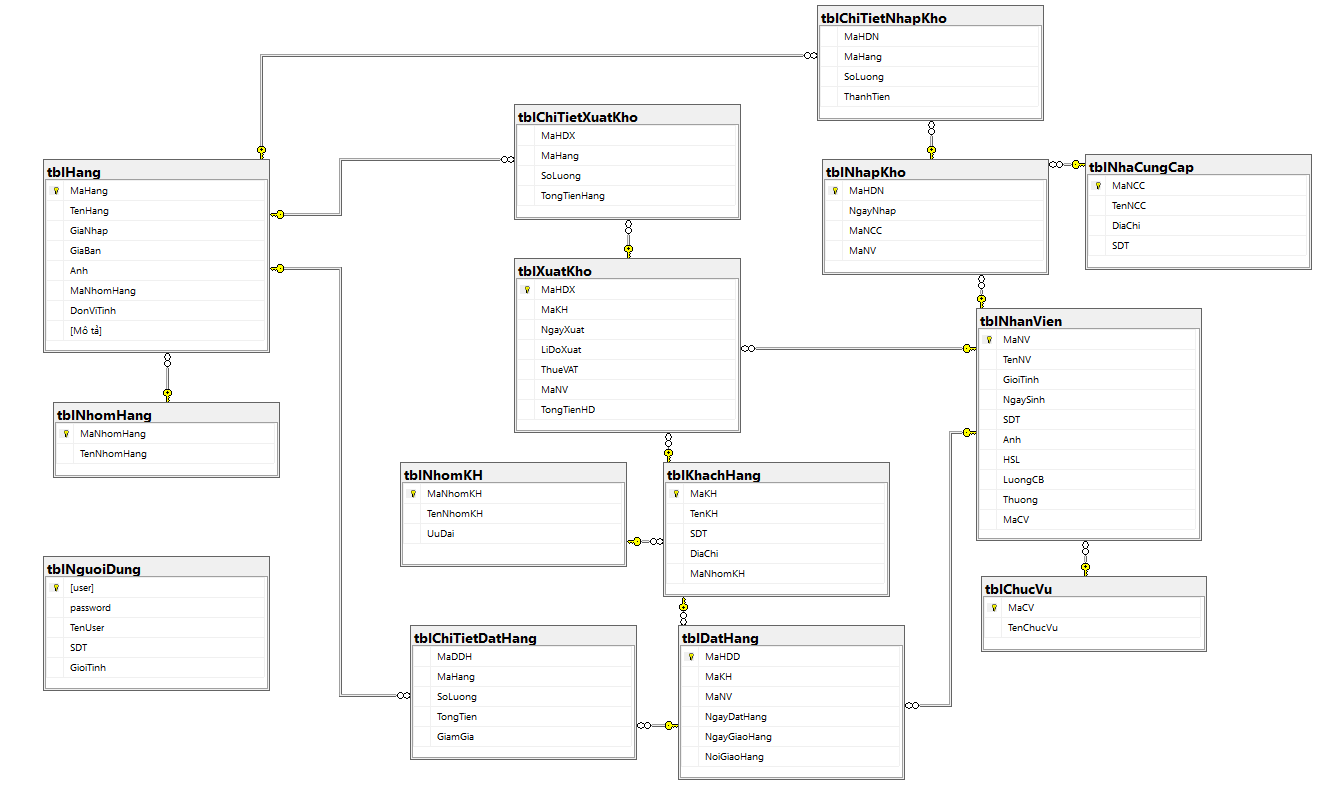 tblChiTietNhapKho
MaHDN
MaHang
SoLuong
ThanhTien
tblChiTietXuatKho
MaHDX
MaHang
SoLuong
TongTienHang
tblHang
MaHang
TenHang
GiaNhap
GiaBan
Anh
MaNhomHang
DonViTinh
[Mô tả]
tblNhapKho
MaHDN
NgayNhap
MaNCC
MaNV
tblNhaCungCap
MaNCC
TenNCC
DiaChi
SDT
tblXuatKho
MaHDX
MaKH
NgayXuat
LiDoXuat
ThueVAT
MaNV
TongTienHD
tblNhanVien
MaNV
TenNV
GioiTinh
NgaySinh
SDT
Anh
HSL
LuongCB
Thuong
MaCV
tblNhomHang
MaNhomHang
TenNhomHang
tblNhomKH
MaNhomKH
TenNhomKH
UuDai
tblKhachHang
MaKH
TenKH
SDT
DiaChi
MaNhomKH
tblNguoiDung
[user]
password
TenUser
SDT
GioiTinh
tblChucVu
MaCV
TenChucVu
tblChiTietDatHang
MaDDH
MaHang
SoLuong
TongTien
GiamGia
tblDatHang
MaHDD
MaKH
MaNV
NgayDatHang
NgayGiaoHang
NoiGiaoHang